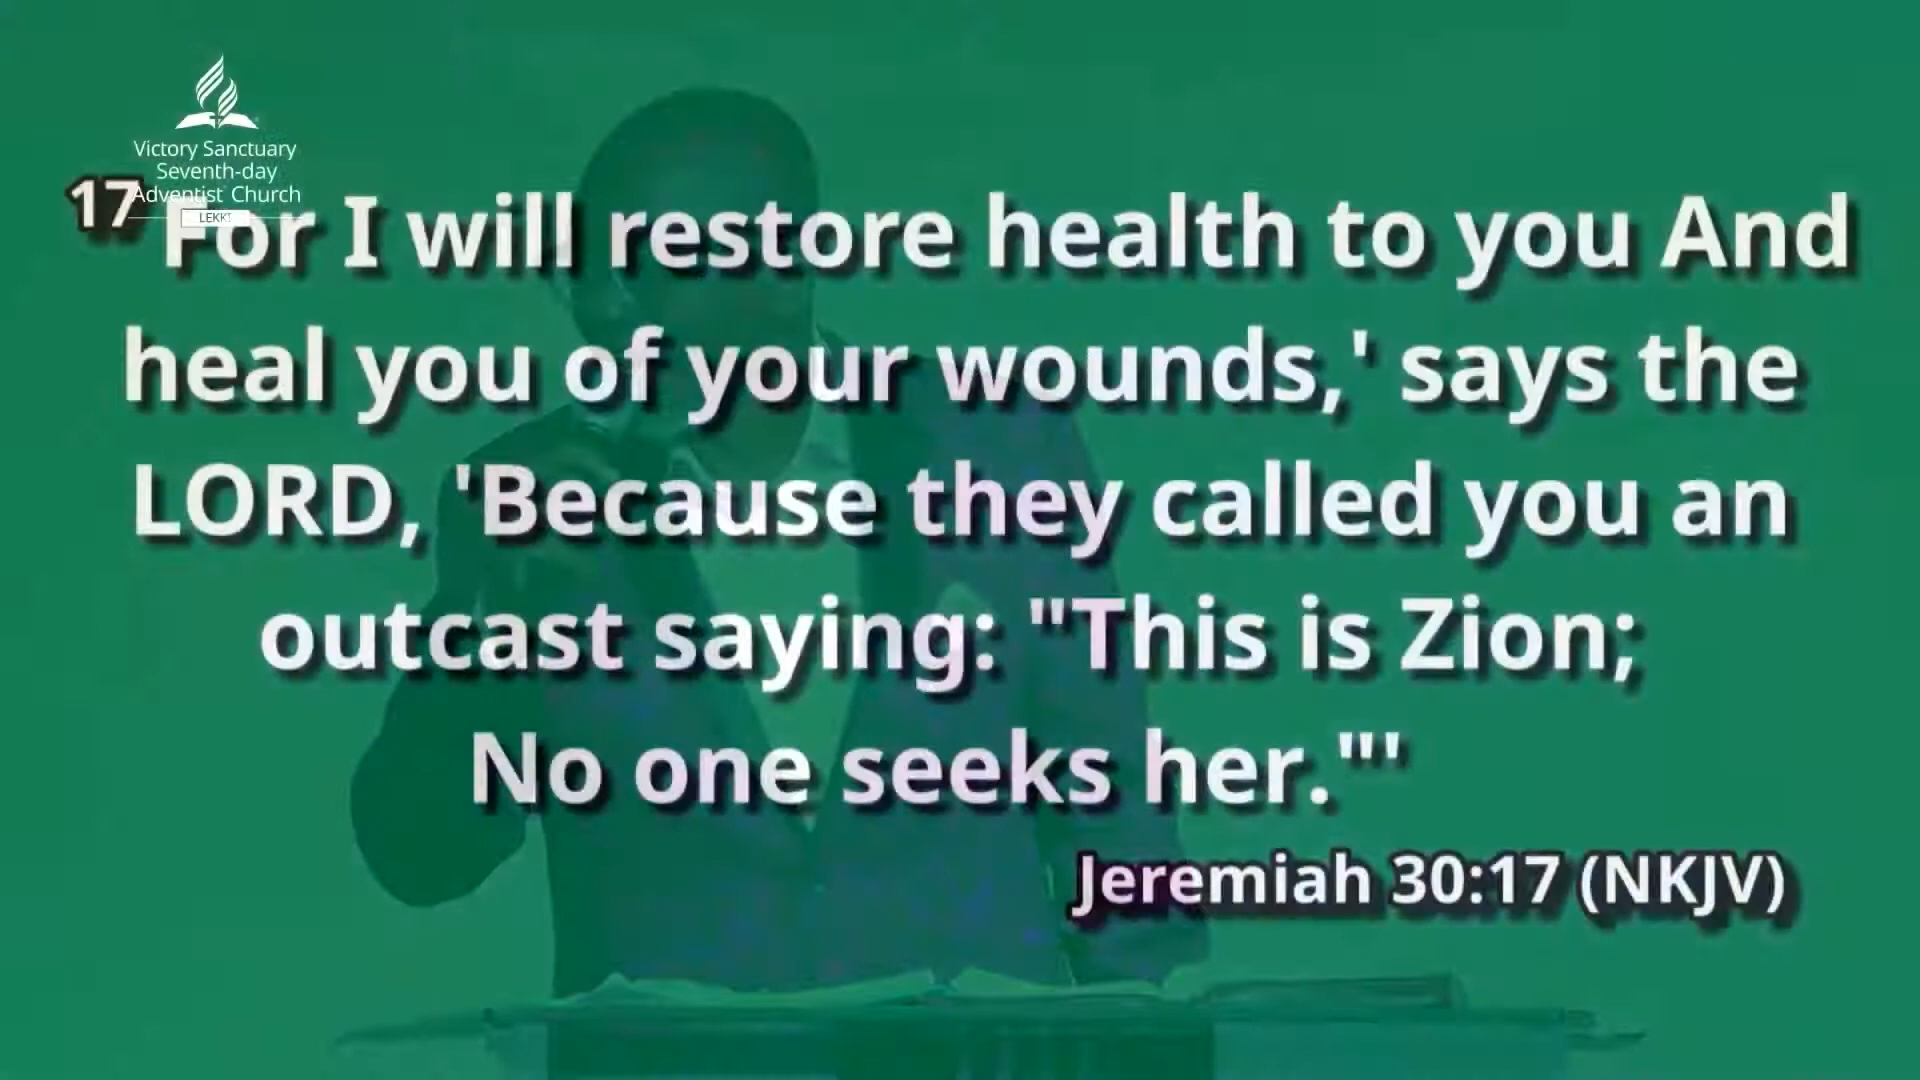 Victory Sanctuary
Seventh-day
Adventist Church
LEKKI
17 For I will restore health to you And
heal you of your wounds,' says the
LORD, 'Because they called you an
outcast saying: "This is Zion;
No one seeks her."'
Jeremiah 30:17 (NKJV)